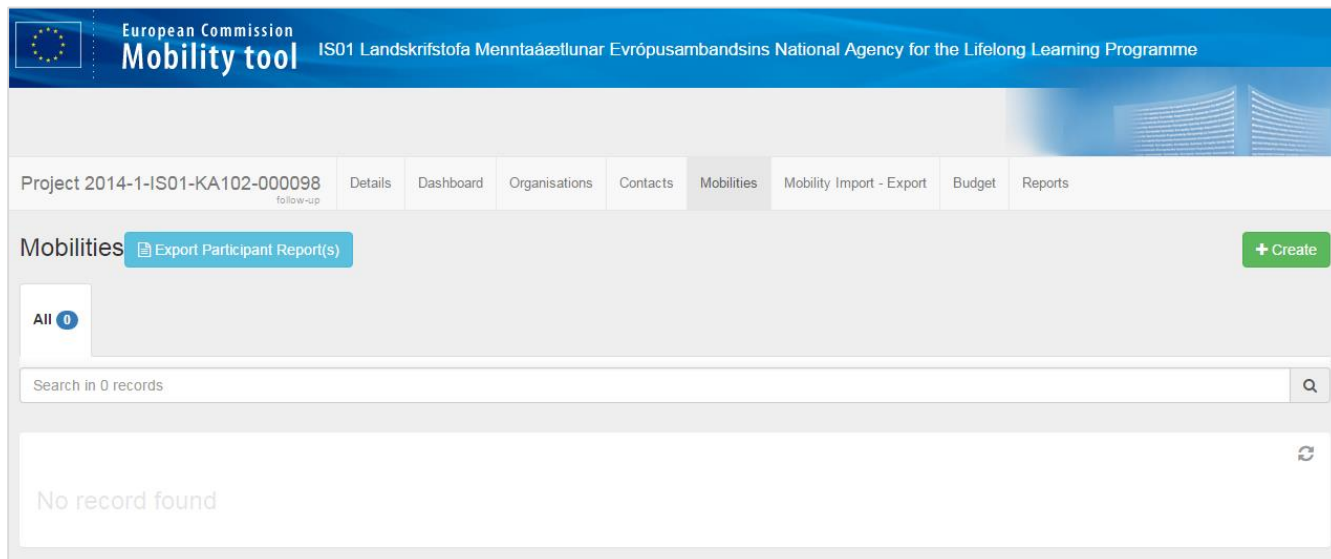 European Commission
Mobility tool IS01 Landskrifstofa Menntaáætlunar Evrópusambandsins National Agency for the Lifelong Learning Programme
Project 2014-1-IS01-KA102-000098 Details Dashboard Organisations Contacts Mobilities Mobility Import - Export Budget Reports
follow-up
Mobilities Export Participant Report(s) + Create
All 0
Search in 0 records
No record found